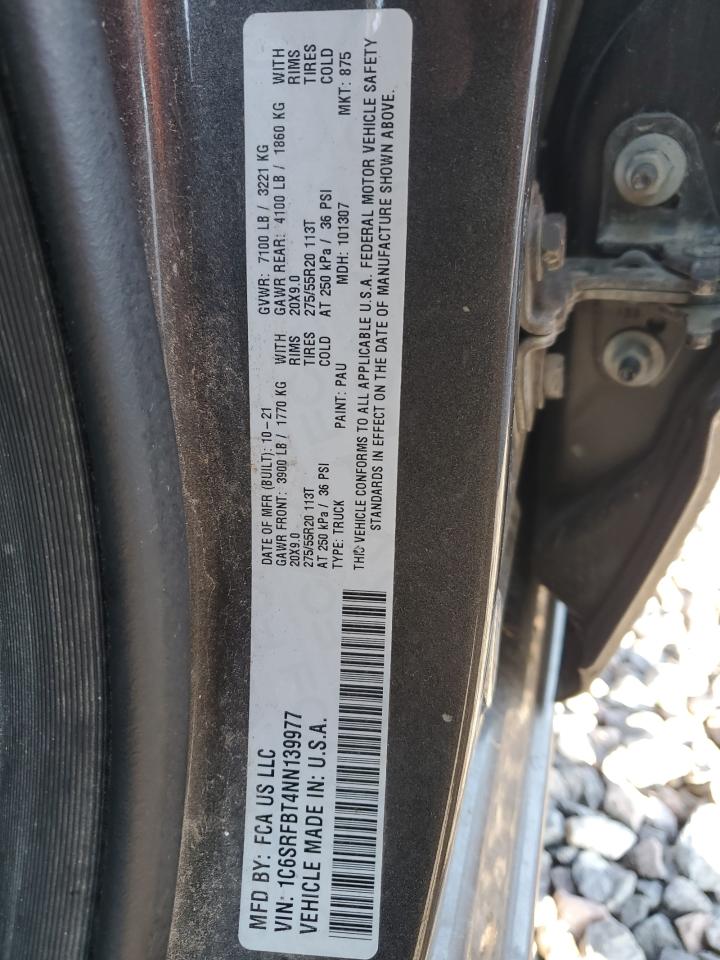 MFD BY: FCA US LLC
VIN: 1C6SRFBT4NN139977
VEHICLE MADE IN: U.S.A.
DATE OF MFR (BUILT): 10-21 GVWR: 7100 LB / 3221 KG
GAWR FRONT: 3900 LB / 1770 KG WITH GAWR REAR: 4100 LB / 1860 KG WITH
20X9.0 RIMS 20X9.0 RIMS
275/55R20 113T TIRES 275/55R20 113T TIRES
AT 250 kPa / 36 PSI COLD AT 250 kPa / 36 PSI COLD
TYPE: TRUCK PAINT: PAU MDH: 101307 MKT: 875
THIS VEHICLE CONFORMS TO ALL APPLICABLE U.S.A. FEDERAL MOTOR VEHICLE SAFETY
STANDARDS IN EFFECT ON THE DATE OF MANUFACTURE SHOWN ABOVE.